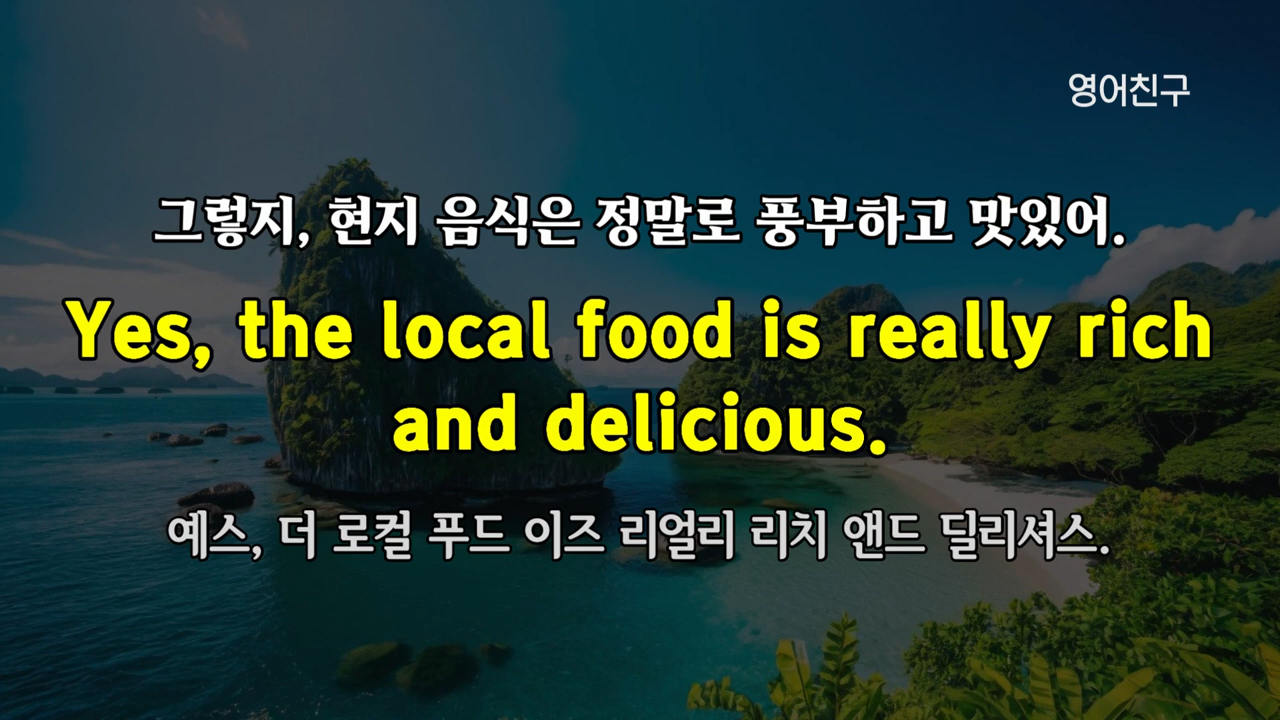 영어친구
그렇지, 현지 음식은 정말로 풍부하고 맛있어.
Yes, the local food is really rich
and delicious.
예스, 더 로컬 푸드 이즈 리얼리 리치 앤드 딜리셔스.